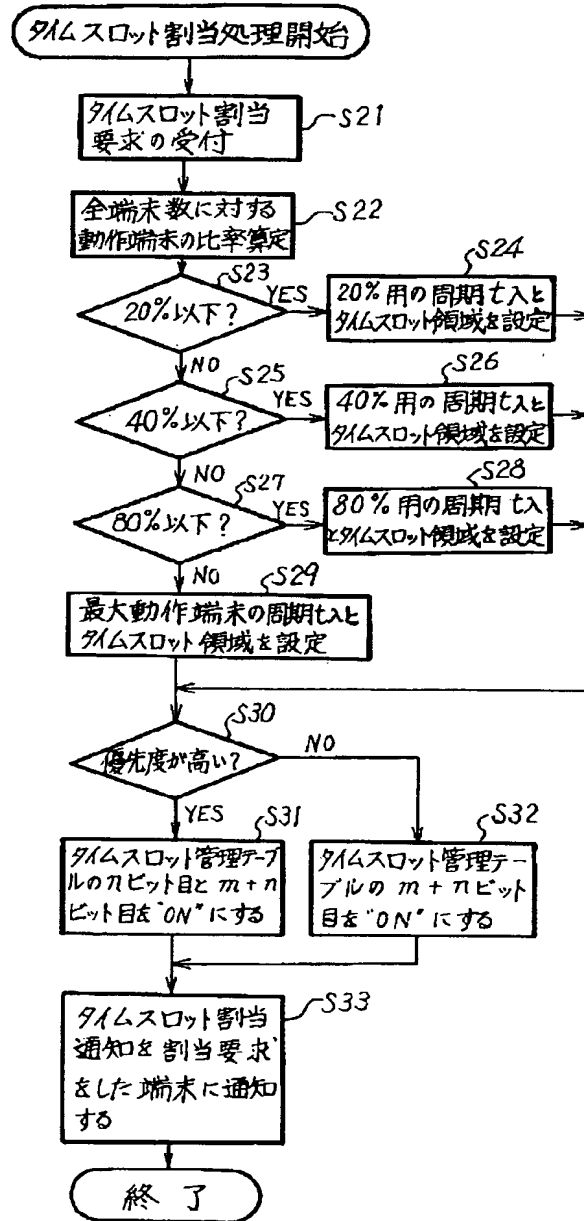 タイムスロット割当処理開始
タイムスロット割当
要求の受付
S21
全端末数に対する
動作端末の比率算定
S22
S23
20%以下?
YES
S24
20%用の周期t入と
タイムスロット領域を設定
NO
S25
40%以下?
YES
S26
40%用の周期t入と
タイムスロット領域を設定
NO
S27
80%以下?
YES
S28
80%用の周期t入
とタイムスロット領域を設定
NO
S29
最大動作端末の周期t入と
タイムスロット領域を設定
S30
優先度が高い?
NO
YES
S31
タイムスロット管理テーブ
ルのnビット目とm+n
ビット目を"ON"にする
S32
タイムスロット管理テ
ーブルのm+nビット
目を"ON"にする
S33
タイムスロット割当
通知を割当要求
をした端末に通知
する
終了